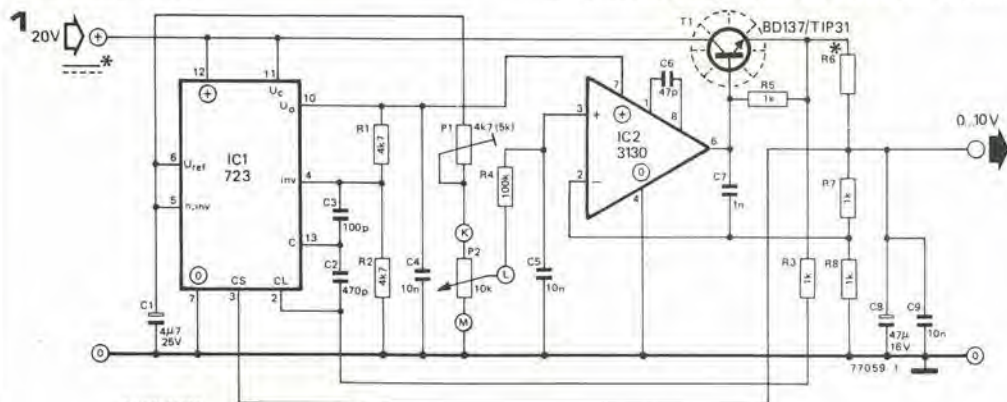 1
20V
*
12
11
+
Uc
10
Uo
IC1
723
6
Uref
5
n.inv
inv
4
C
13
0
CS
CL
7
3
2
C1
4µ7
25V
0
R1
4k7
C3
100p
C2
470p
R2
4k7
C4
10n
P1
4k7 (5k)
K
P2
10k
L
M
R4
100k
C5
10n
3
+
2
−
7
+
1
C6
47p
8
IC2
3130
0
4
6
T1
BD137/TIP31
R5
1k
C7
1n
*
R6
R7
1k
R3
1k
R8
1k
C8
47µ
16V
C9
10n
0...10V
+
0
77059 1